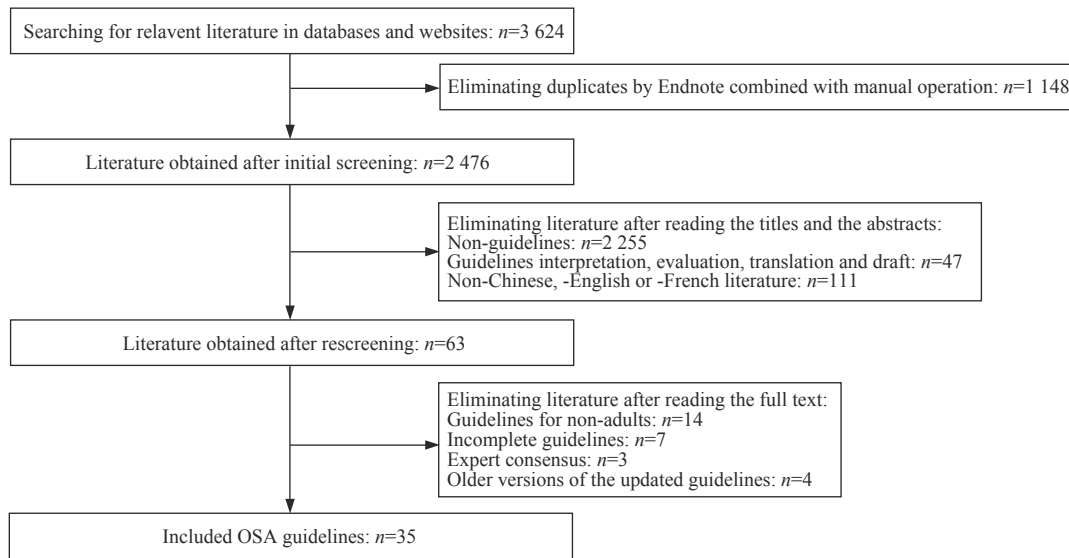 Searching for relavent literature in databases and websites: n=3 624
Eliminating duplicates by Endnote combined with manual operation: n=1 148
Literature obtained after initial screening: n=2 476
Eliminating literature after reading the titles and the abstracts:
Non-guidelines: n=2 255
Guidelines interpretation, evaluation, translation and draft: n=47
Non-Chinese, -English or -French literature: n=111
Literature obtained after rescreening: n=63
Eliminating literature after reading the full text:
Guidelines for non-adults: n=14
Incomplete guidelines: n=7
Expert consensus: n=3
Older versions of the updated guidelines: n=4
Included OSA guidelines: n=35